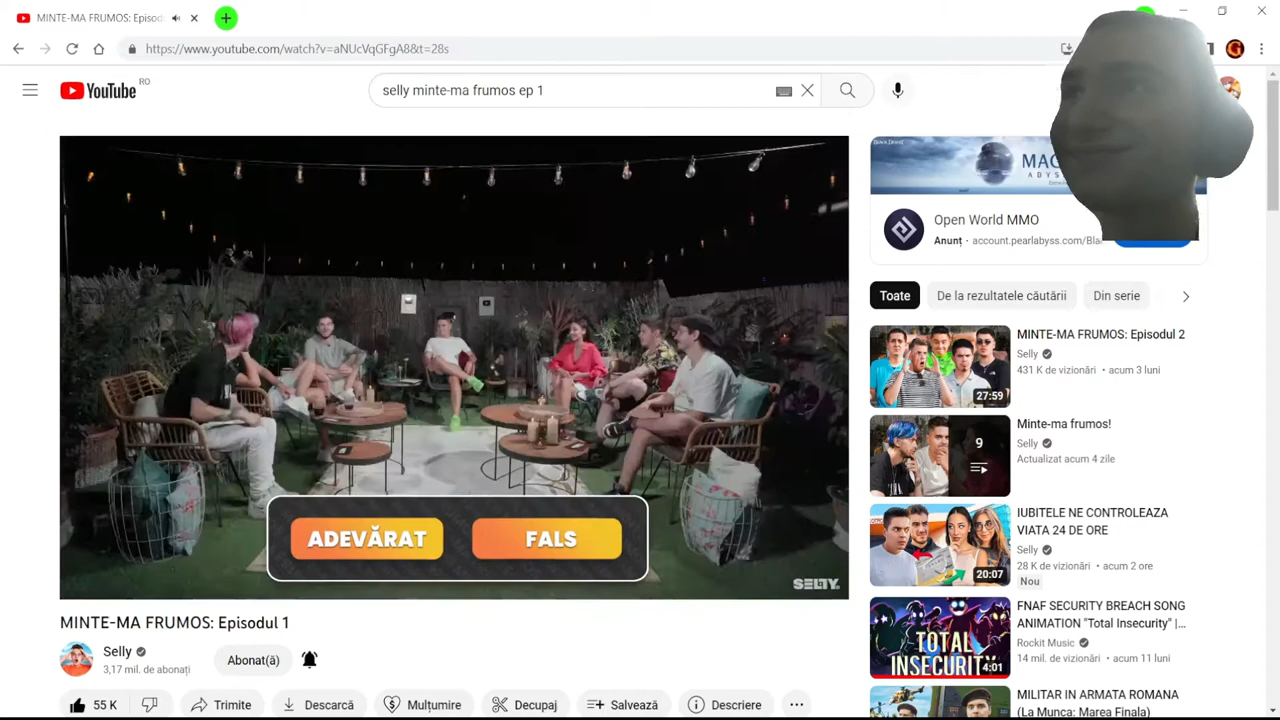 MINTE-MA FRUMOS: Episod
https://www.youtube.com/watch?v=aNUcVqGFgA8&t=28s
YouTube RO
selly minte-ma frumos ep 1
MAG
ABYS
Open World MMO
Anunț · account.pearlabyss.com/Bla
Toate
De la rezultatele căutării
Din serie
MINTE-MA FRUMOS: Episodul 2
Selly
431 K de vizionări • acum 3 luni
27:59
Minte-ma frumos!
Selly
Actualizat acum 4 zile
9
IUBITELE NE CONTROLEAZA
VIATA 24 DE ORE
Selly
28 K de vizionări • acum 2 ore
Nou
20:07
FNAF SECURITY BREACH SONG
ANIMATION "Total Insecurity" |...
Rockit Music
14 mil. de vizionări • acum 11 luni
TOTAL
INSECURITY
4:01
MILITAR IN ARMATA ROMANA
(La Munca: Marea Finala)
ADEVĂRAT
FALS
SELTY.
MINTE-MA FRUMOS: Episodul 1
Selly
3,17 mil. de abonați
Abonat(ă)
55 K
Trimite
Descarcă
Mulțumire
Decupaj
Salvează
Descriere